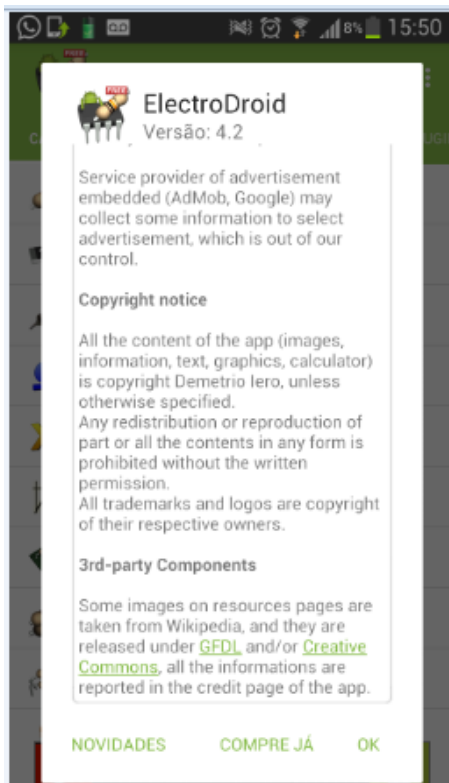 8% 15:50
FREE
ElectroDroid
Versão: 4.2
Service provider of advertisement
embedded (AdMob, Google) may
collect some information to select
advertisement, which is out of our
control.
Copyright notice
All the content of the app (images,
information, text, graphics, calculator)
is copyright Demetrio Iero, unless
otherwise specified.
Any redistribution or reproduction of
part or all the contents in any form is
prohibited without the written
permission.
All trademarks and logos are copyright
of their respective owners.
3rd-party Components
Some images on resources pages are
taken from Wikipedia, and they are
released under GFDL and/or Creative
Commons, all the informations are
reported in the credit page of the app.
NOVIDADES COMPRE JÁ OK